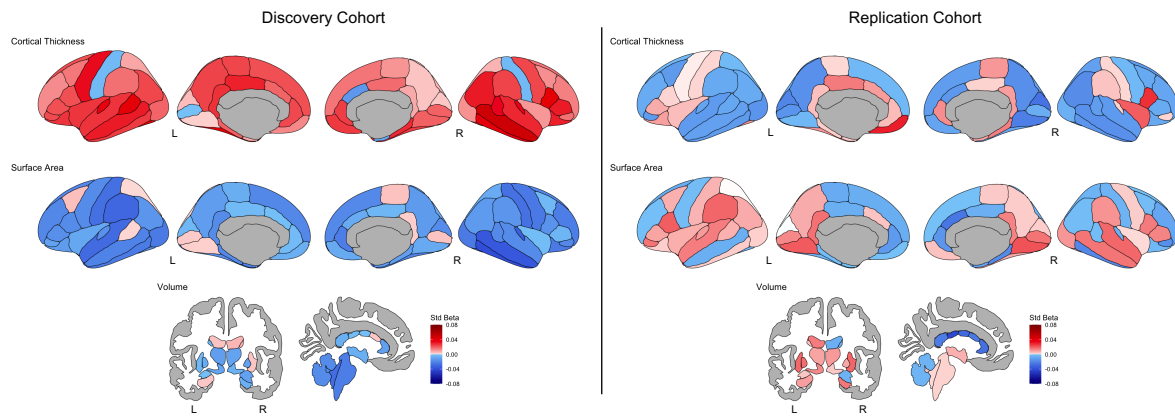 Discovery Cohort
Cortical Thickness
L
R
Surface Area
L
R
Volume
Std Beta
0.08
0.04
0.00
-0.04
-0.08
L
R
Replication Cohort
Cortical Thickness
L
R
Surface Area
L
R
Volume
Std Beta
0.08
0.04
0.00
-0.04
-0.08
L
R